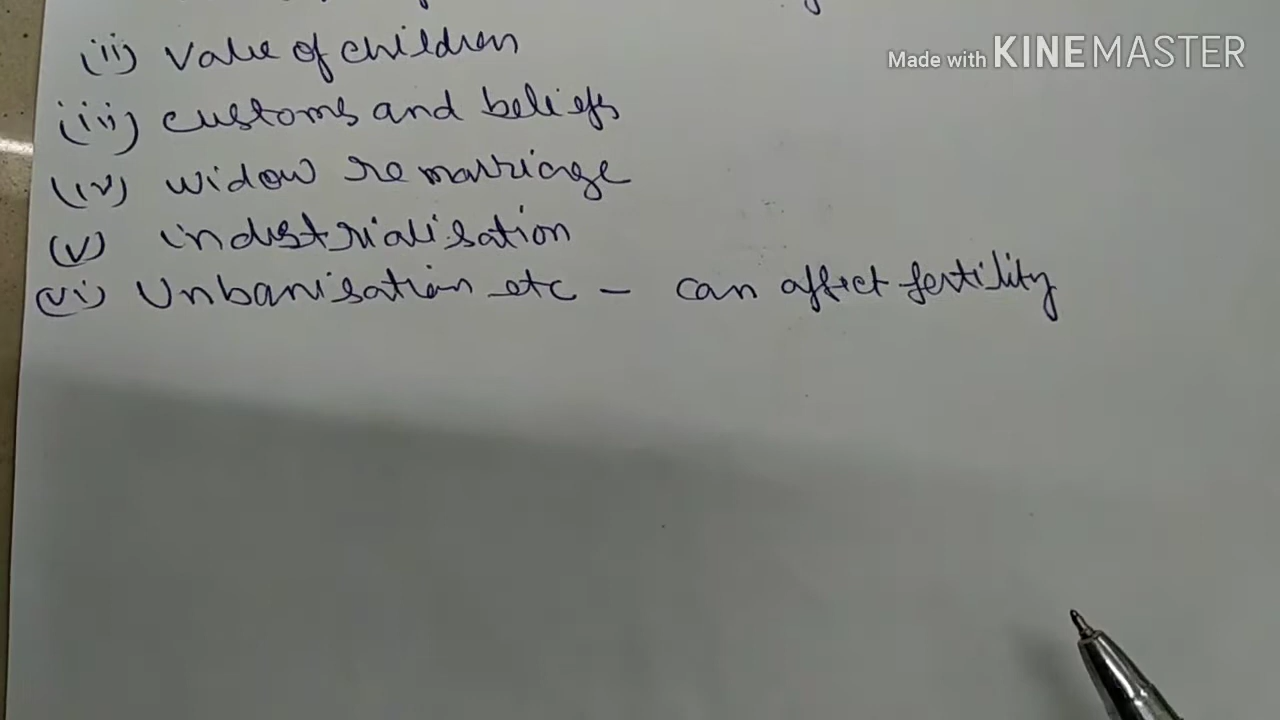 (ii) Value of children
Made with KINEMASTER
(iii) customs and beliefs
(iv) widow remarriage
(v) industrialisation
(vi) Urbanisation etc - can affect fertility